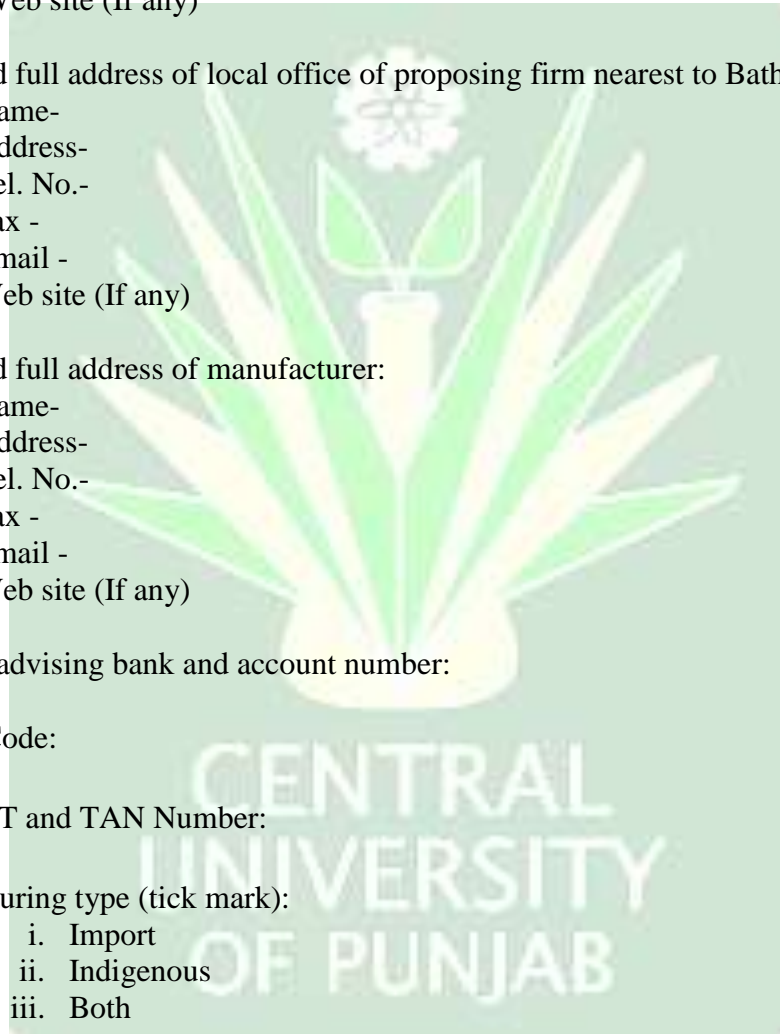 Web site (If any)
d full address of local office of proposing firm nearest to Bath
ame-
ddress-
el. No.-
ax -
mail -
Web site (If any)
d full address of manufacturer:
ame-
ddress-
el. No.-
ax -
mail -
Web site (If any)
advising bank and account number:
Code:
T and TAN Number:
uring type (tick mark):
i. Import
ii. Indigenous
iii. Both
CENTRAL
UNIVERSITY
OF PUNJAB